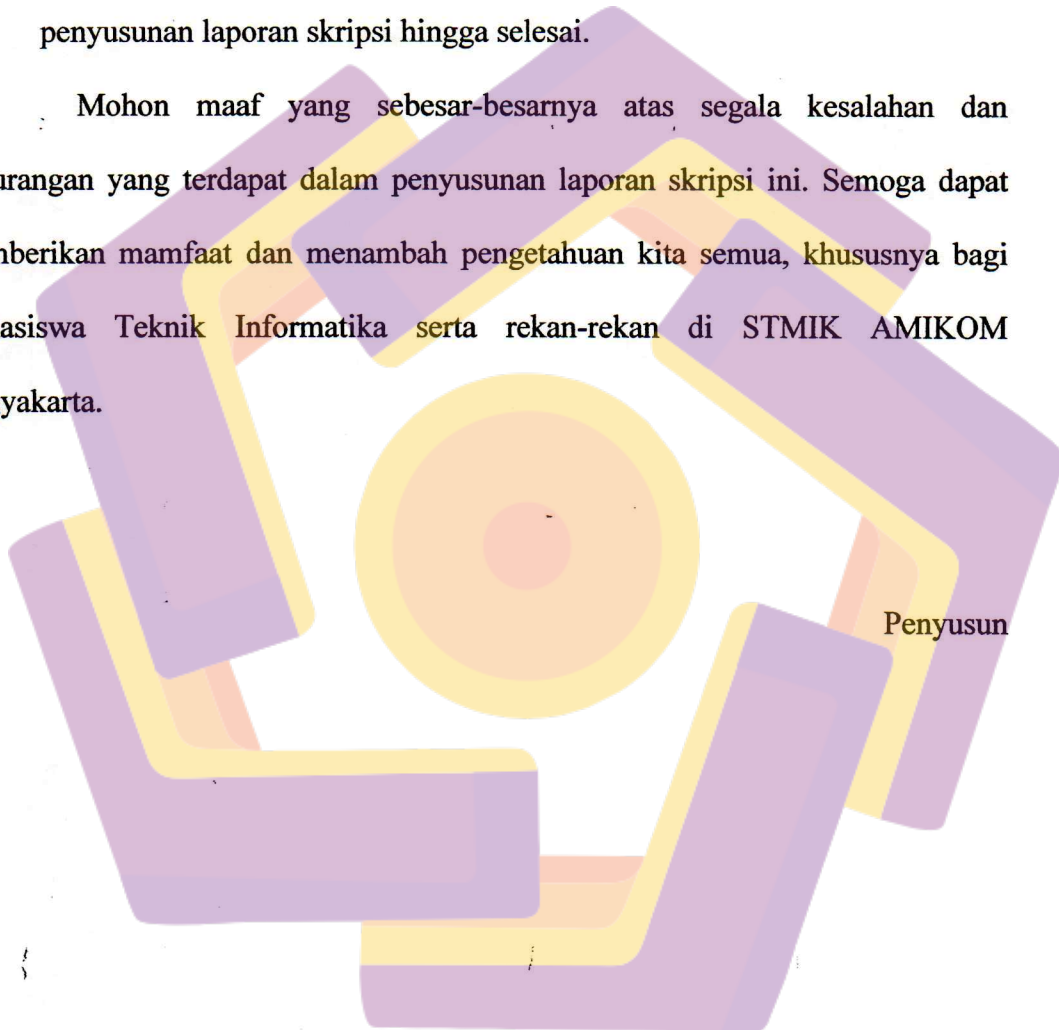 penyusunan laporan skripsi hingga selesai.
Mohon maaf yang sebesar-besarnya atas segala kesalahan dan
urangan yang terdapat dalam penyusunan laporan skripsi ini. Semoga dapat
nberikan mamfaat dan menambah pengetahuan kita semua, khususnya bagi
asiswa Teknik Informatika serta rekan-rekan di STMIK AMIKOM
yakarta.
Penyusun